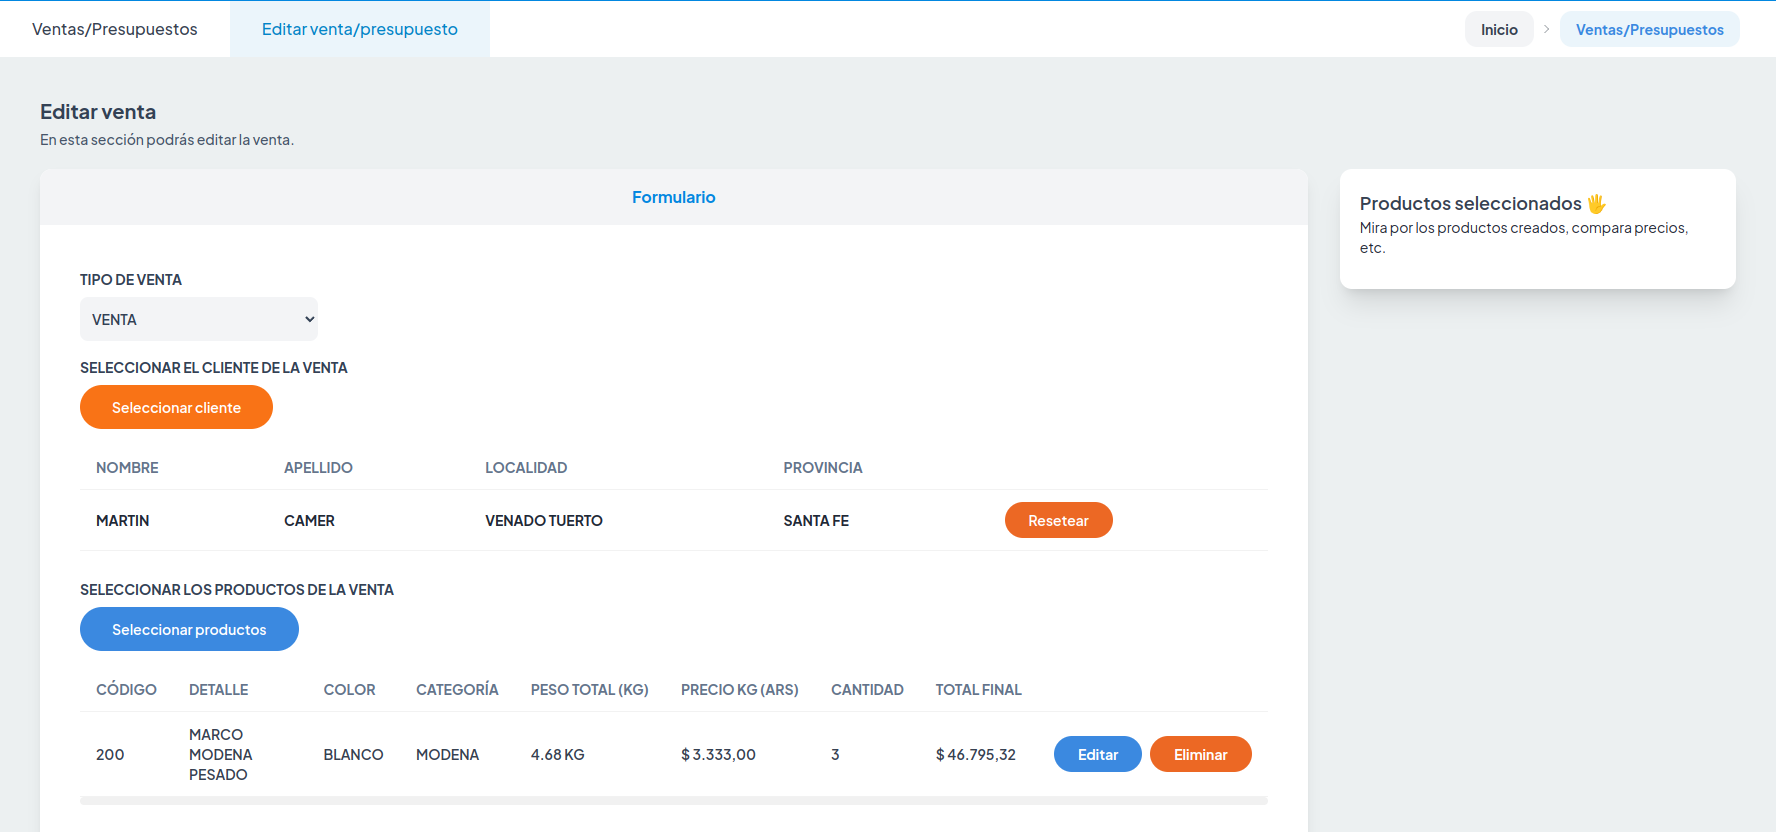 Ventas/Presupuestos
Editar venta/presupuesto
Inicio
Ventas/Presupuestos
Editar venta
En esta sección podrás editar la venta.
Formulario
TIPO DE VENTA
VENTA
SELECCIONAR EL CLIENTE DE LA VENTA
Seleccionar cliente
NOMBRE APELLIDO LOCALIDAD PROVINCIA
MARTIN CAMER VENADO TUERTO SANTA FE Resetear
SELECCIONAR LOS PRODUCTOS DE LA VENTA
Seleccionar productos
CÓDIGO DETALLE COLOR CATEGORÍA PESO TOTAL (KG) PRECIO KG (ARS) CANTIDAD TOTAL FINAL
200 MARCO MODENA PESADO BLANCO MODENA 4.68 KG $ 3.333,00 3 $ 46.795,32 Editar Eliminar
Productos seleccionados 🖐
Mira por los productos creados, compara precios,
etc.